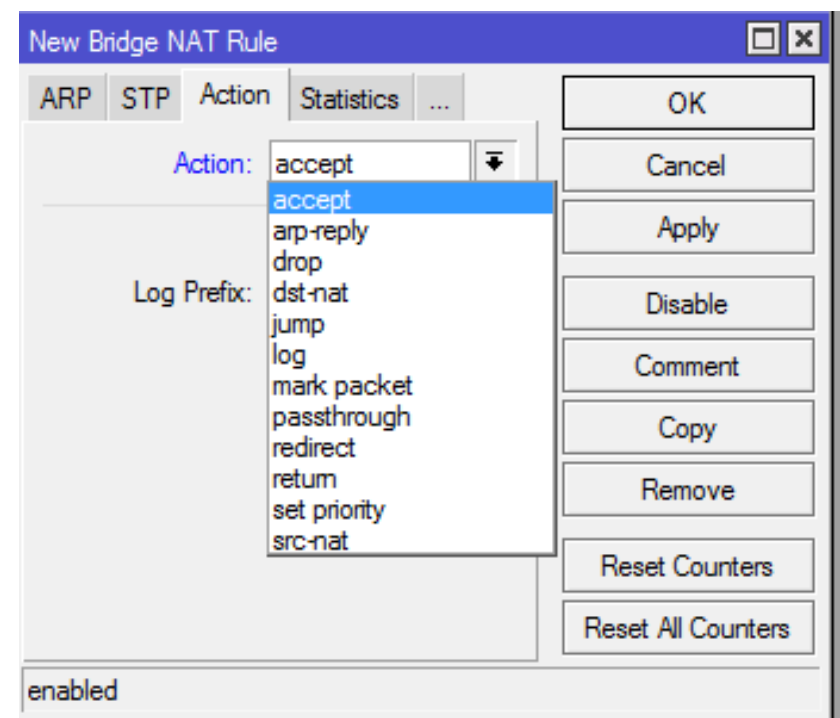 New Bridge NAT Rule
ARP STP Action Statistics ...
Action: accept
accept
arp-reply
drop
Log Prefix: dst-nat
jump
log
mark packet
passthrough
redirect
return
set priority
src-nat
OK
Cancel
Apply
Disable
Comment
Copy
Remove
Reset Counters
Reset All Counters
enabled